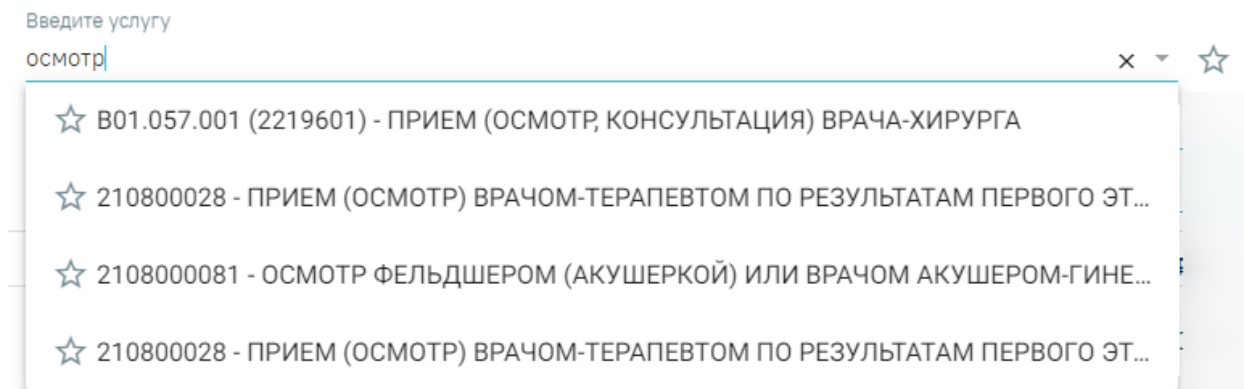 Введите услугу
осмотр
B01.057.001 (2219601) - ПРИЕМ (ОСМОТР, КОНСУЛЬТАЦИЯ) ВРАЧА-ХИРУРГА
210800028 - ПРИЕМ (ОСМОТР) ВРАЧОМ-ТЕРАПЕВТОМ ПО РЕЗУЛЬТАТАМ ПЕРВОГО ЭТ...
2108000081 - ОСМОТР ФЕЛЬДШЕРОМ (АКУШЕРКОЙ) ИЛИ ВРАЧОМ АКУШЕРОМ-ГИНЕ...
210800028 - ПРИЕМ (ОСМОТР) ВРАЧОМ-ТЕРАПЕВТОМ ПО РЕЗУЛЬТАТАМ ПЕРВОГО ЭТ...